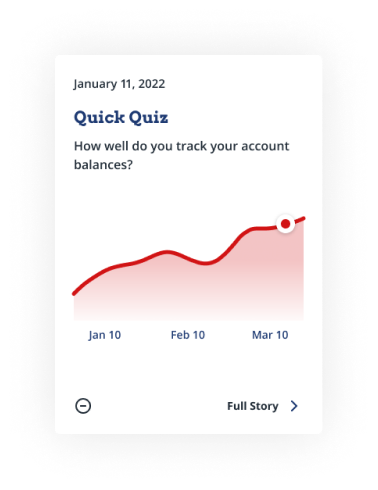 January 11, 2022
Quick Quiz
How well do you track your account
balances?
Jan 10 Feb 10 Mar 10
Full Story